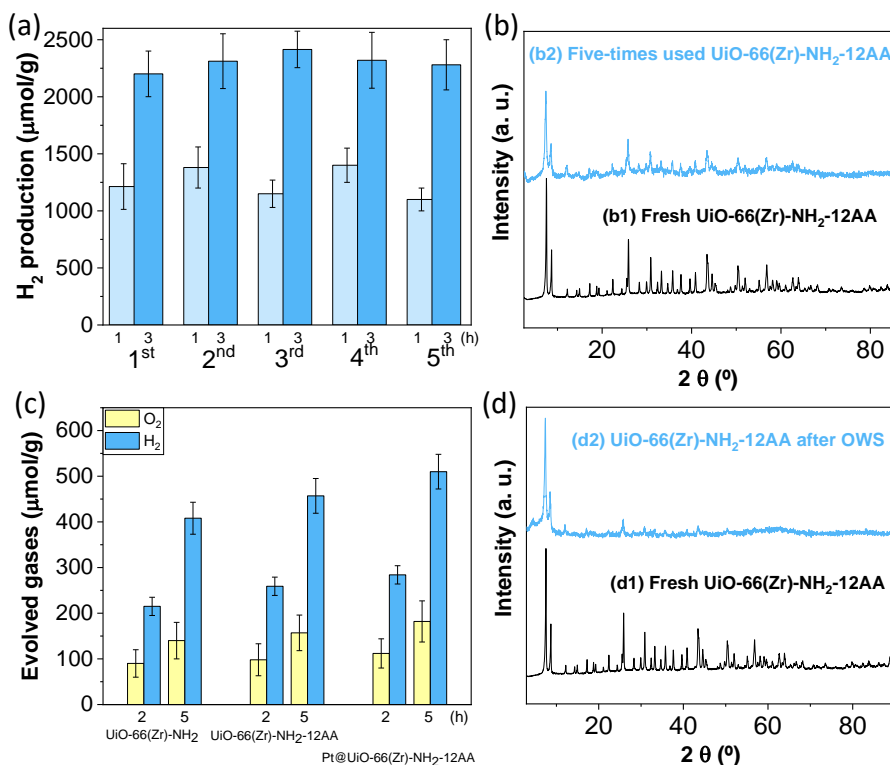 (a)
H₂ production (μmol/g)
2500
2250
2000
1750
1500
1250
1000
750
500
250
0
1 3 1 3 1 3 1 3 1 3 (h)
1st 2nd 3rd 4th 5th
(b)
(b2) Five-times used UiO-66(Zr)-NH₂-12AA
(b1) Fresh UiO-66(Zr)-NH₂-12AA
Intensity (a. u.)
20 40 60 80
2 θ (º)
(c)
O₂
H₂
Evolved gases (μmol/g)
600
500
400
300
200
100
0
2 5 2 5 2 5 (h)
UiO-66(Zr)-NH₂ UiO-66(Zr)-NH₂-12AA
Pt@UiO-66(Zr)-NH₂-12AA
(d)
(d2) UiO-66(Zr)-NH₂-12AA after OWS
(d1) Fresh UiO-66(Zr)-NH₂-12AA
Intensity (a. u.)
20 40 60 80
2 θ (º)